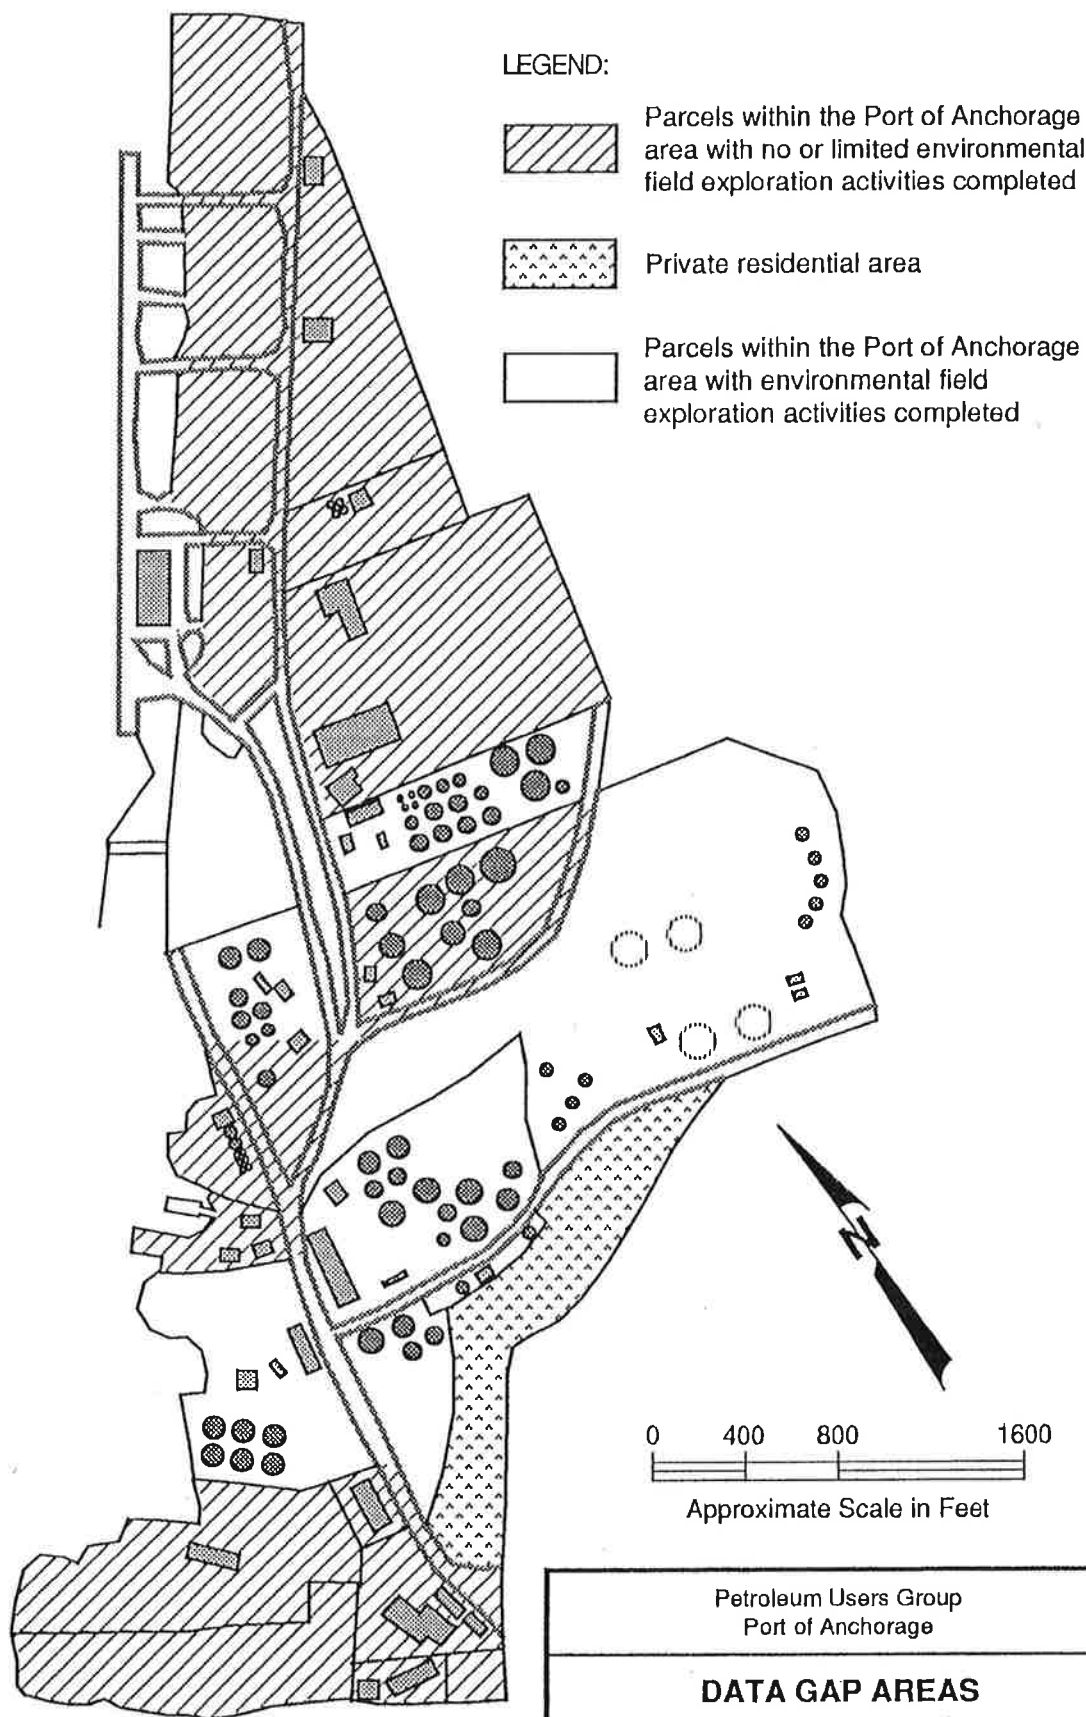 LEGEND:
Parcels within the Port of Anchorage
area with no or limited environmental
field exploration activities completed
Private residential area
Parcels within the Port of Anchorage
area with environmental field
exploration activities completed
N
0 400 800 1600
Approximate Scale in Feet
Petroleum Users Group
Port of Anchorage
DATA GAP AREAS